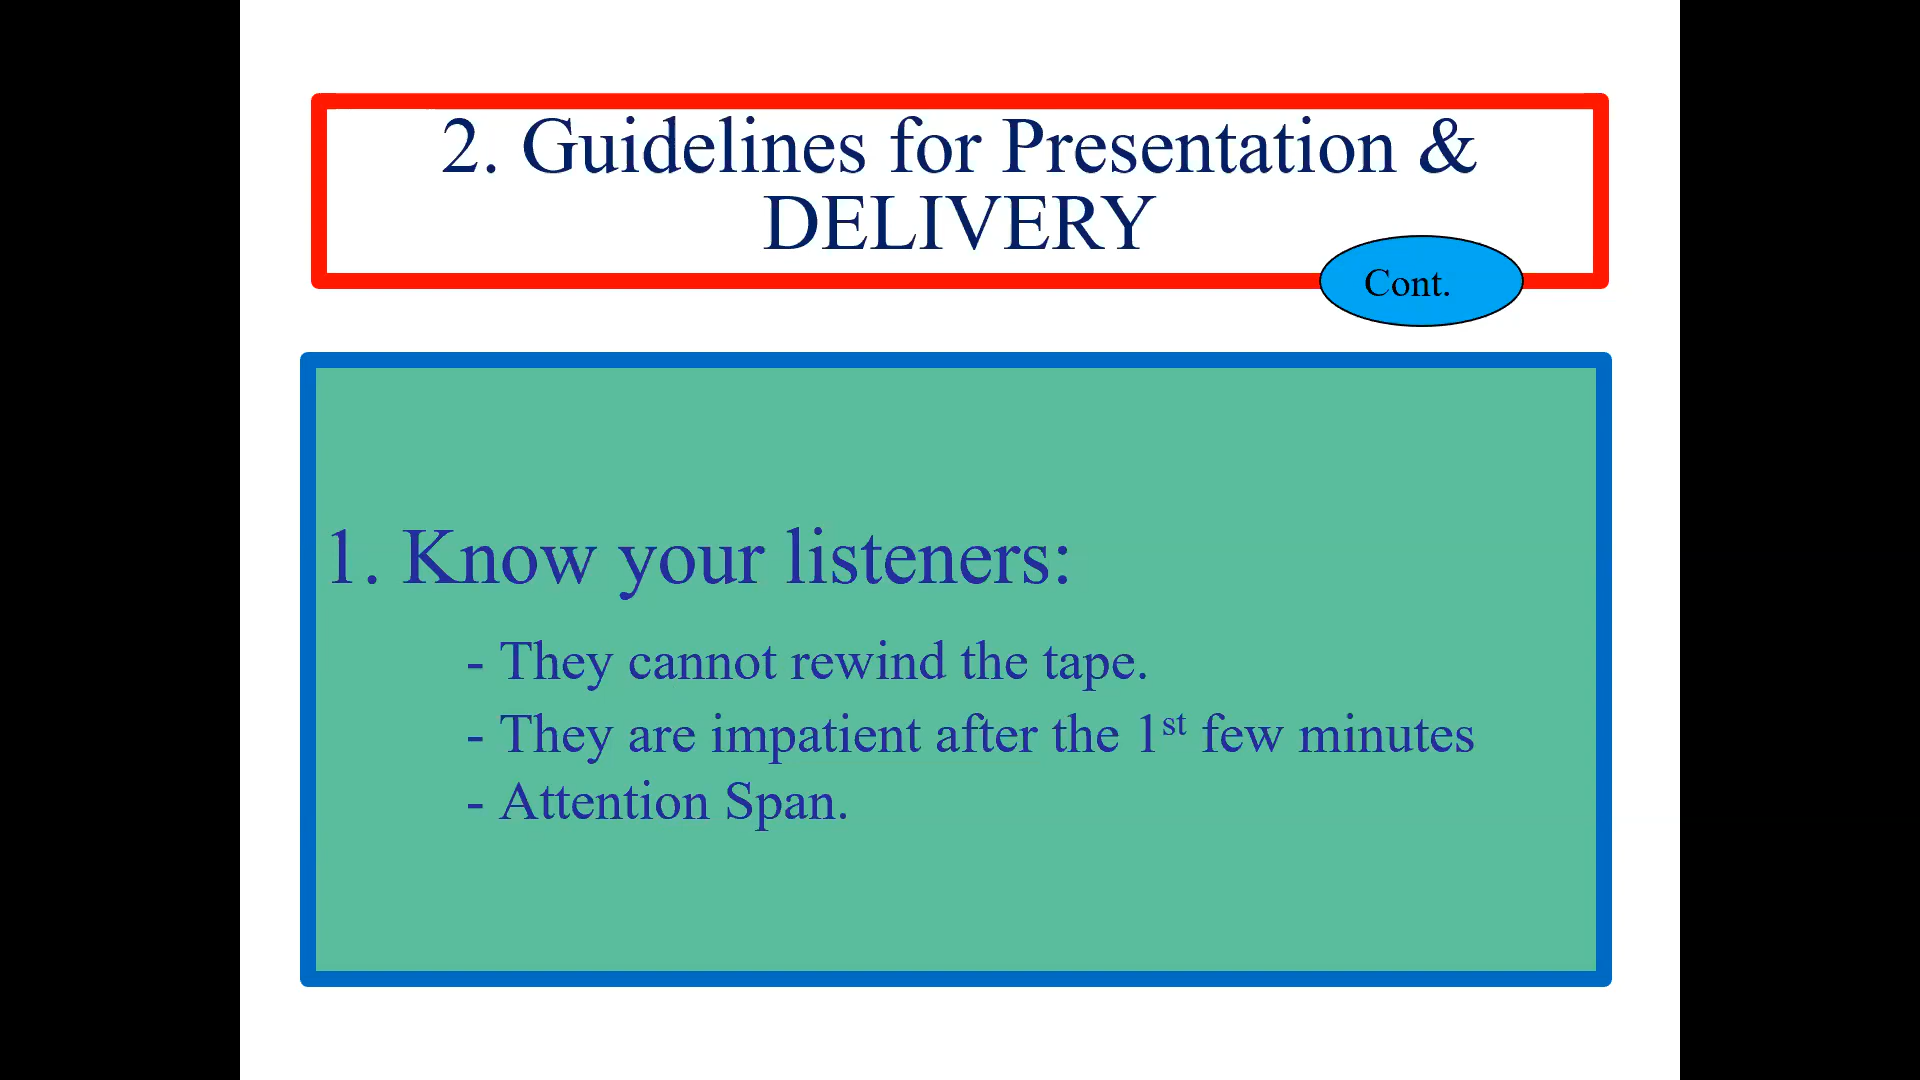 2. Guidelines for Presentation &
DELIVERY
Cont.
1. Know your listeners:
- They cannot rewind the tape.
- They are impatient after the 1st few minutes
- Attention Span.